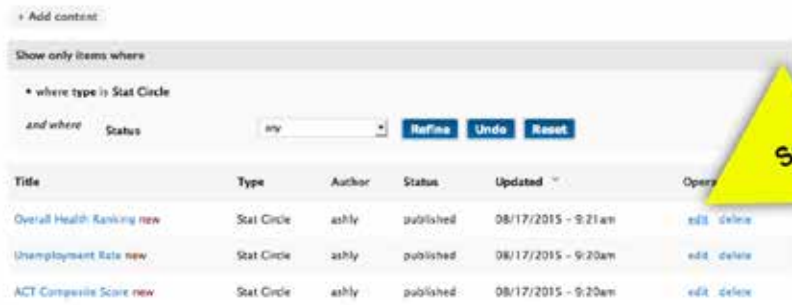 + Add content
Show only items where
• where type is Stat Circle
and where Status any Refine Undo Reset
Title Type Author Status Updated Opera
Overall Health Ranking new Stat Circle ashly published 08/17/2015 - 9:21am edit delete
Unemployment Rate new Stat Circle ashly published 08/17/2015 - 9:20am edit delete
ACT Composite Score new Stat Circle ashly published 08/17/2015 - 9:20am edit delete